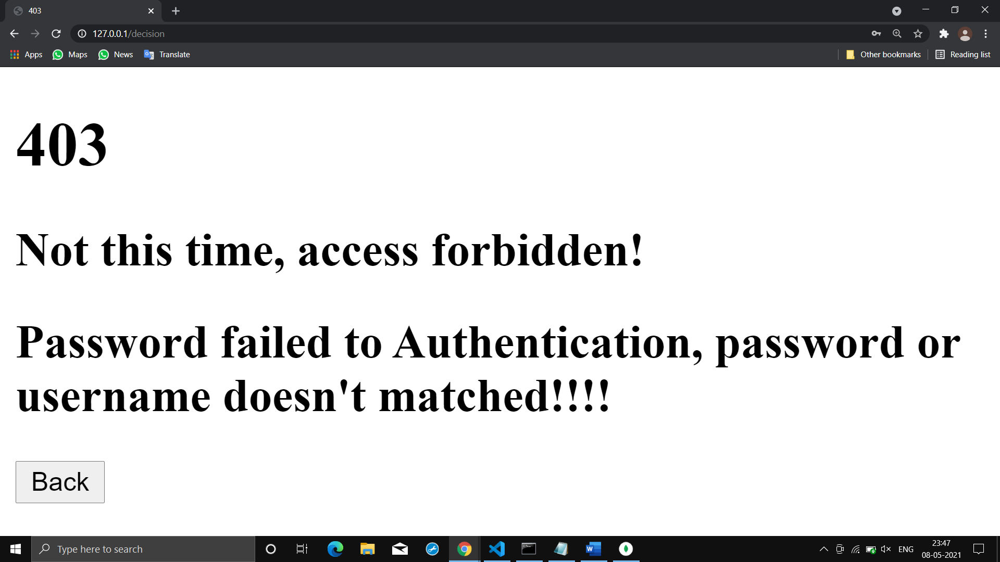 403
127.0.0.1/decision
Apps Maps News Translate Other bookmarks Reading list
403
Not this time, access forbidden!
Password failed to Authentication, password or
username doesn't matched!!!!
Back
Type here to search
ENG
23:47
08-05-2021